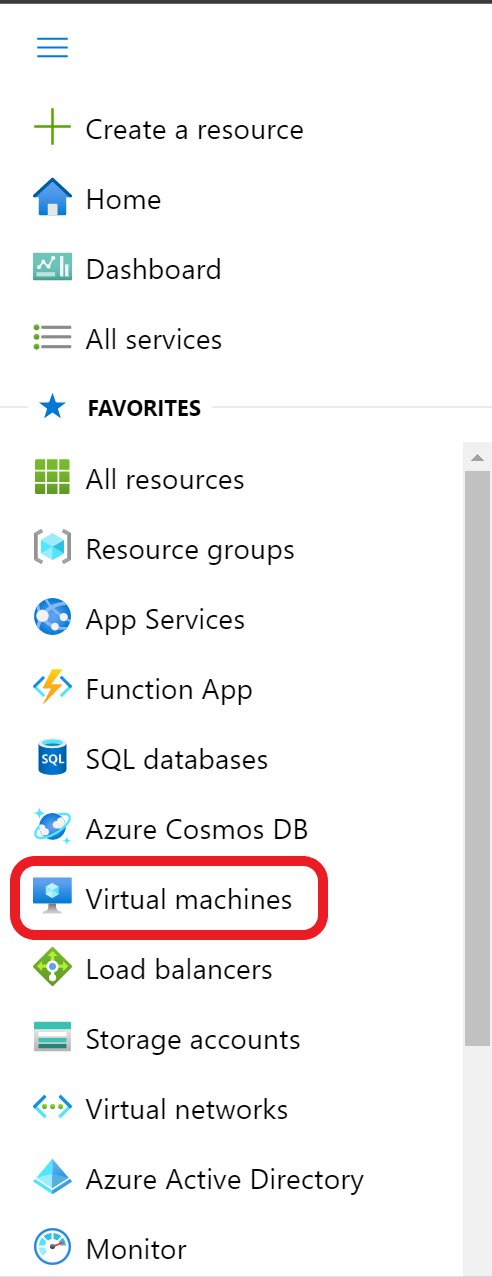 Create a resource
Home
Dashboard
All services
FAVORITES
All resources
Resource groups
App Services
Function App
SQL
SQL databases
Azure Cosmos DB
Virtual machines
Load balancers
Storage accounts
Virtual networks
Azure Active Directory
Monitor